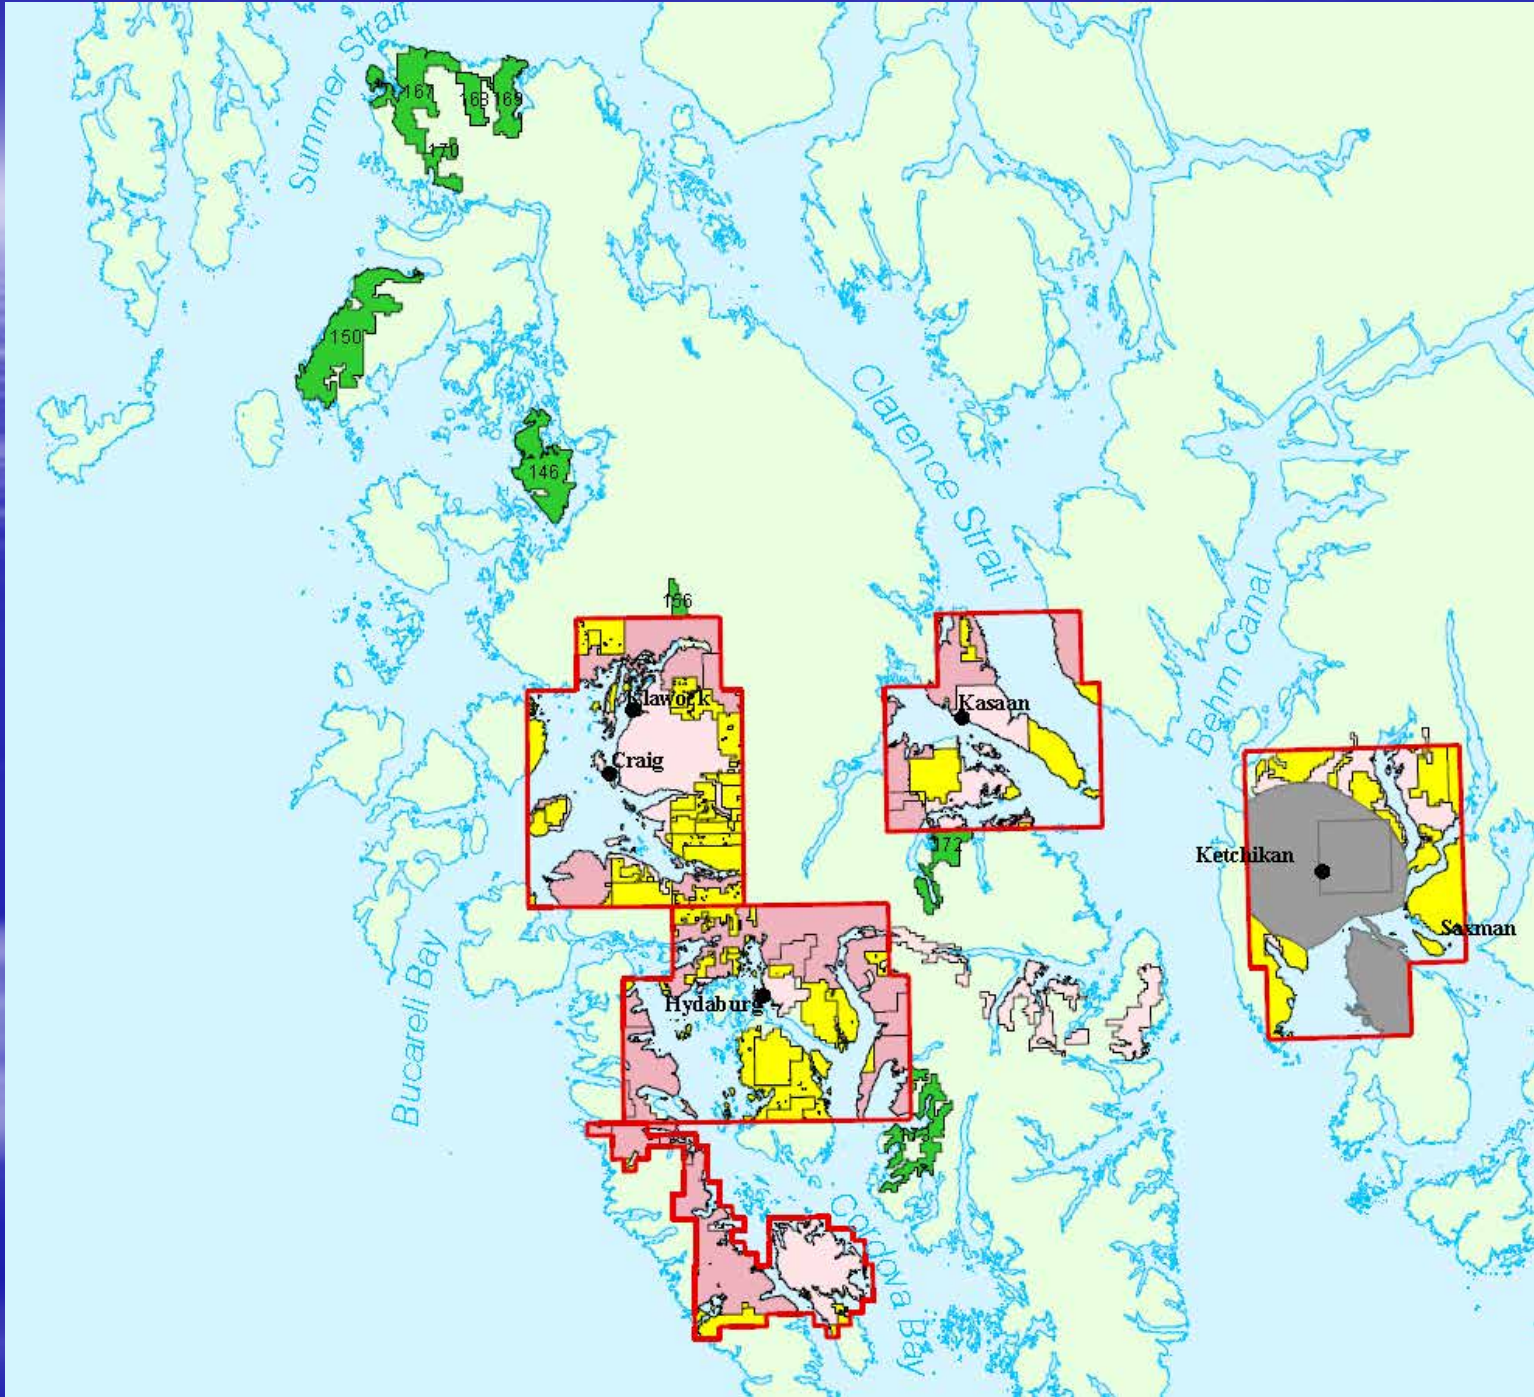 Summer Strait
167
168
169
170
150
146
Clarence Strait
156
Behm Canal
Klawock
Kasaan
Craig
172
Ketchikan
Saxman
Bucareli Bay
Hydaburg
Cordova Bay